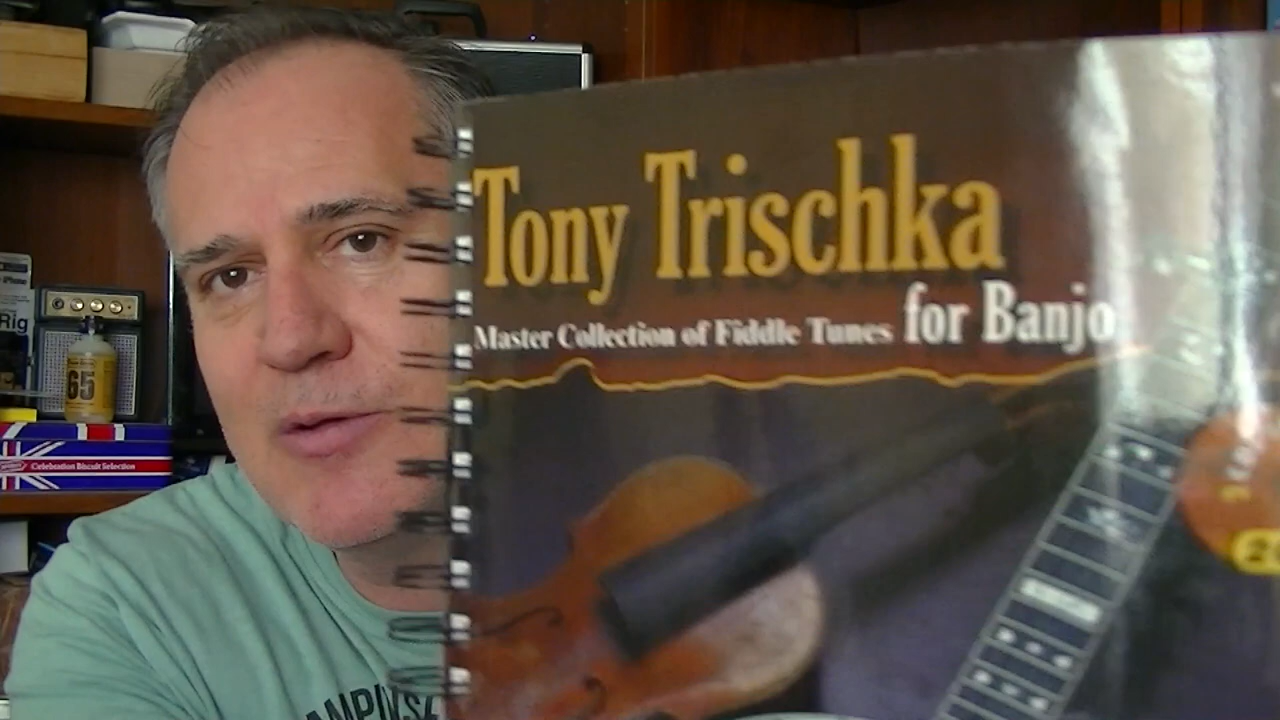 Tony Trischka
Master Collection of Fiddle Tunes for Banjo
Rig
65
Celebration Biscuit Selection